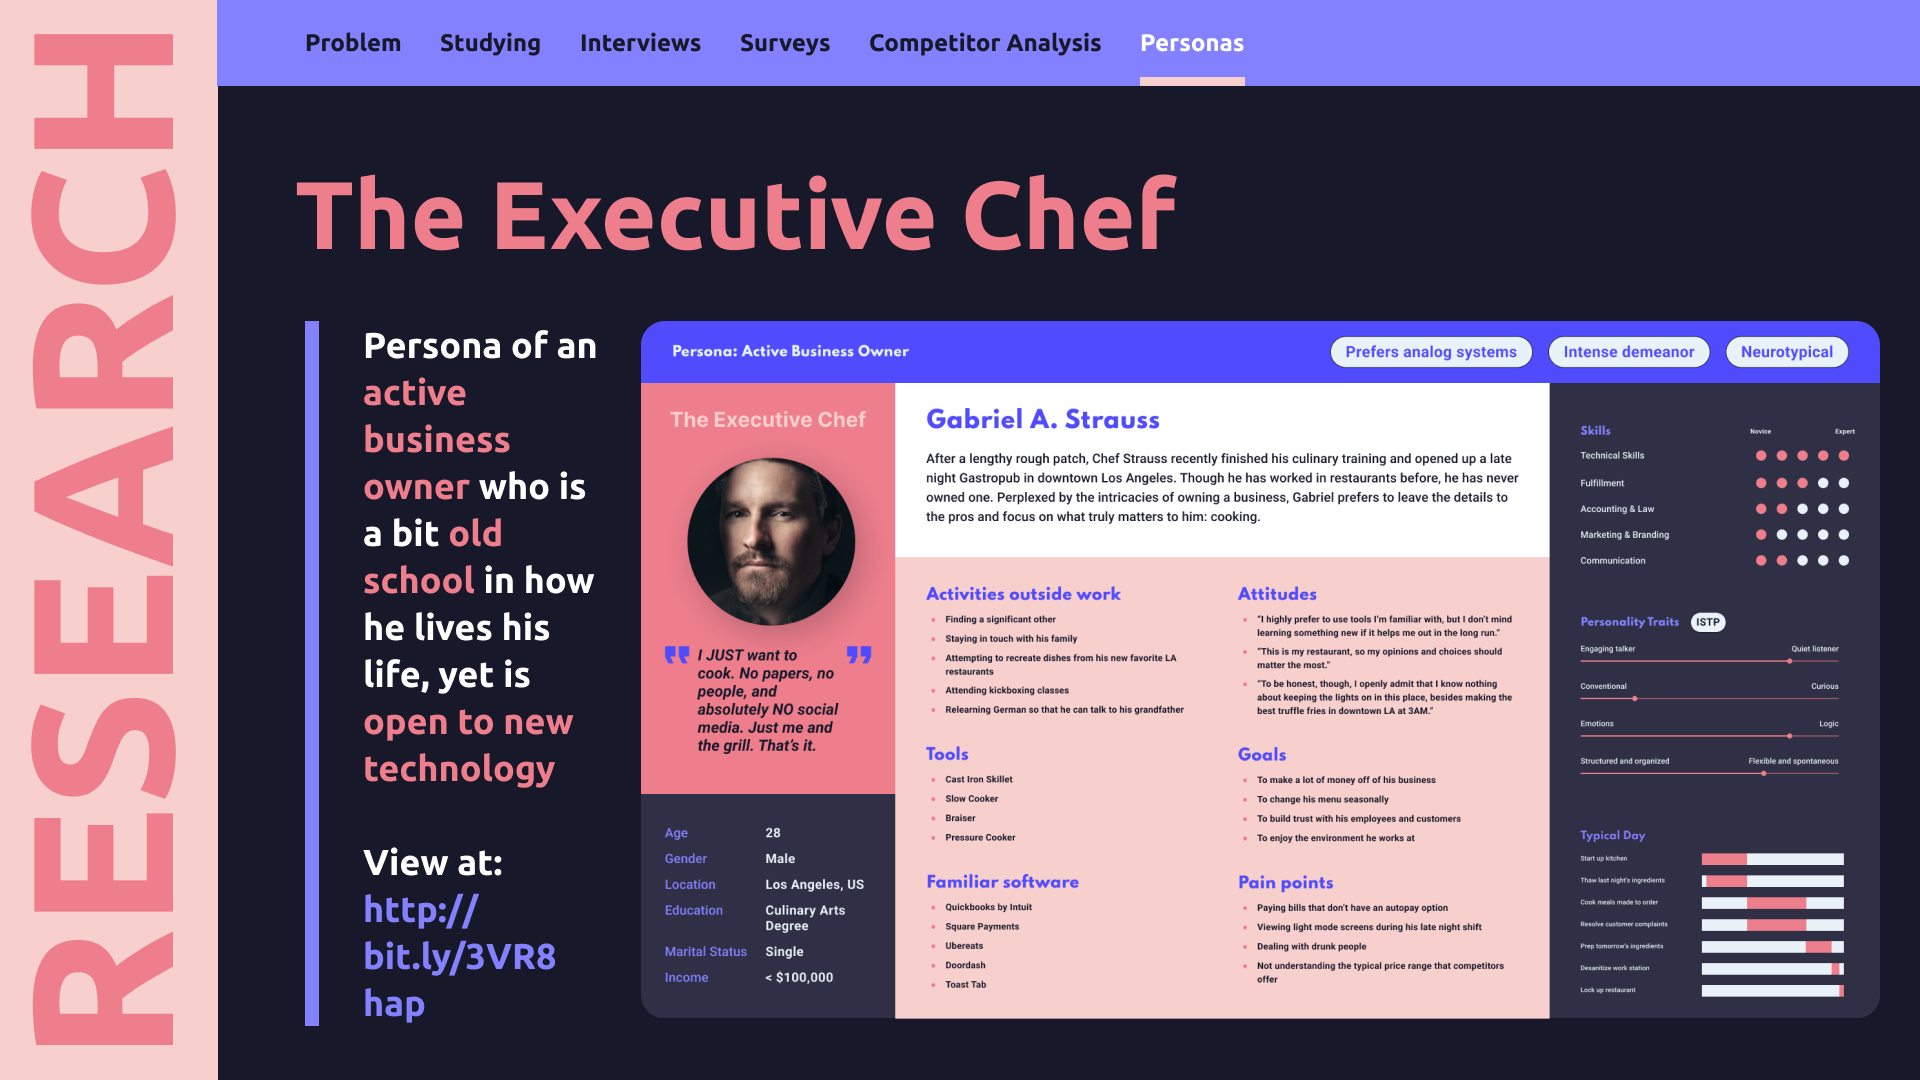 RESEARCH
Problem Studying Interviews Surveys Competitor Analysis Personas
The Executive Chef
Persona of an
active
business
owner who is
a bit old
school in how
he lives his
life, yet is
open to new
technology
View at:
http://
bit.ly/3VR8
hap
Persona: Active Business Owner
Prefers analog systems
Intense demeanor
Neurotypical
The Executive Chef
I JUST want to
cook. No papers, no
people, and
absolutely NO social
media. Just me and
the grill. That's it.
Age 28
Gender Male
Location Los Angeles, US
Education Culinary Arts
Degree
Marital Status Single
Income < $100,000
Gabriel A. Strauss
After a lengthy rough patch, Chef Strauss recently finished his culinary training and opened up a late
night Gastropub in downtown Los Angeles. Though he has worked in restaurants before, he has never
owned one. Perplexed by the intricacies of owning a business, Gabriel prefers to leave the details to
the pros and focus on what truly matters to him: cooking.
Activities outside work
Finding a significant other
Staying in touch with his family
Attempting to recreate dishes from his new favorite LA
restaurants
Attending kickboxing classes
Relearning German so that he can talk to his grandfather
Tools
Cast Iron Skillet
Slow Cooker
Braiser
Pressure Cooker
Familiar software
Quickbooks by Intuit
Square Payments
Ubereats
Doordash
Toast Tab
Attitudes
"I highly prefer to use tools I'm familiar with, but I don't mind
learning something new if it helps me out in the long run."
"This is my restaurant, so my opinions and choices should
matter the most."
"To be honest, though, I openly admit that I know nothing
about keeping the lights on in this place, besides making the
best truffle fries in downtown LA at 3AM."
Goals
To make a lot of money off of his business
To change his menu seasonally
To build trust with his employees and customers
To enjoy the environment he works at
Pain points
Paying bills that don't have an autopay option
Viewing light mode screens during his late night shift
Dealing with drunk people
Not understanding the typical price range that competitors
offer
Skills Novice Expert
Technical Skills
Fulfillment
Accounting & Law
Marketing & Branding
Communication
Personality Traits ISTP
Engaging talker Quiet listener
Conventional Curious
Emotions Logic
Structured and organized Flexible and spontaneous
Typical Day
Start up kitchen
Thaw last night's ingredients
Cook meals made to order
Resolve customer complaints
Prep tomorrow's ingredients
Desanitize work station
Lock up restaurant